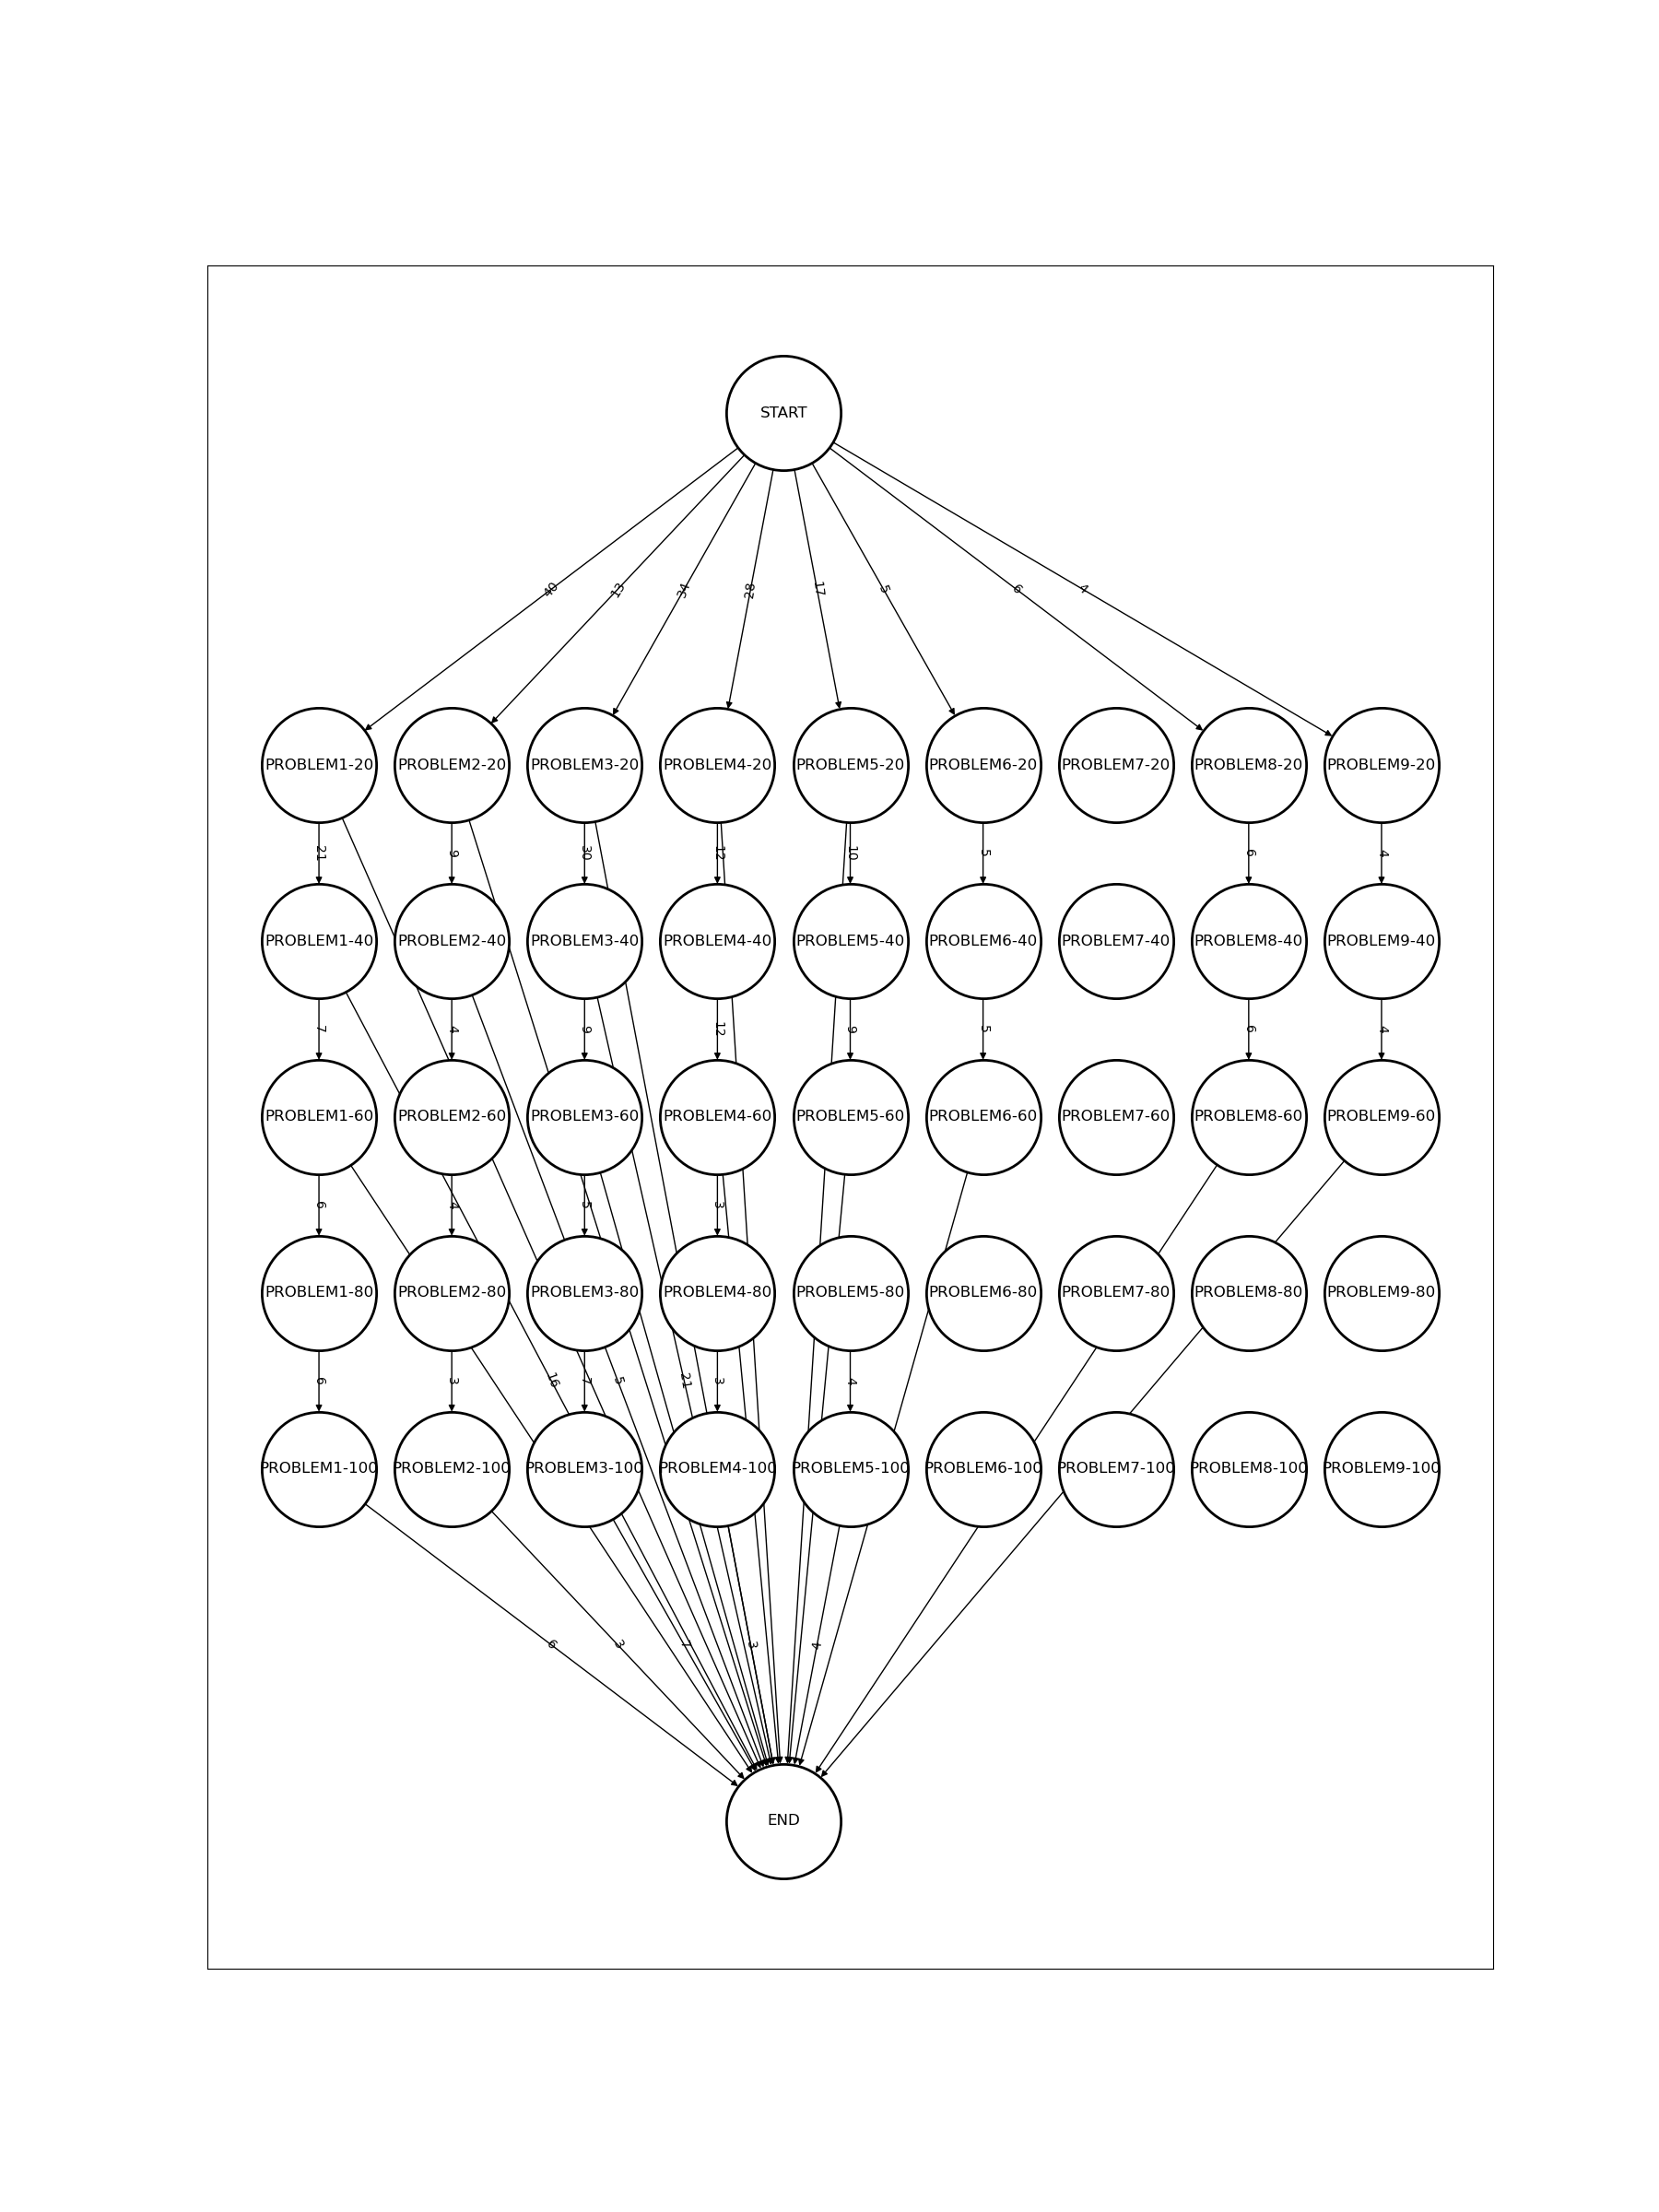 START
40 13 34 28 17 5 6 4
PROBLEM1-20 PROBLEM2-20 PROBLEM3-20 PROBLEM4-20 PROBLEM5-20 PROBLEM6-20 PROBLEM7-20 PROBLEM8-20 PROBLEM9-20
21 9 30 12 10 5 6 4
PROBLEM1-40 PROBLEM2-40 PROBLEM3-40 PROBLEM4-40 PROBLEM5-40 PROBLEM6-40 PROBLEM7-40 PROBLEM8-40 PROBLEM9-40
7 4 9 12 9 5 6 4
PROBLEM1-60 PROBLEM2-60 PROBLEM3-60 PROBLEM4-60 PROBLEM5-60 PROBLEM6-60 PROBLEM7-60 PROBLEM8-60 PROBLEM9-60
6 4 5 3
PROBLEM1-80 PROBLEM2-80 PROBLEM3-80 PROBLEM4-80 PROBLEM5-80 PROBLEM6-80 PROBLEM7-80 PROBLEM8-80 PROBLEM9-80
6 3 16 7 5 21 3 4
PROBLEM1-100 PROBLEM2-100 PROBLEM3-100 PROBLEM4-100 PROBLEM5-100 PROBLEM6-100 PROBLEM7-100 PROBLEM8-100 PROBLEM9-100
6 3 7 3 4
END